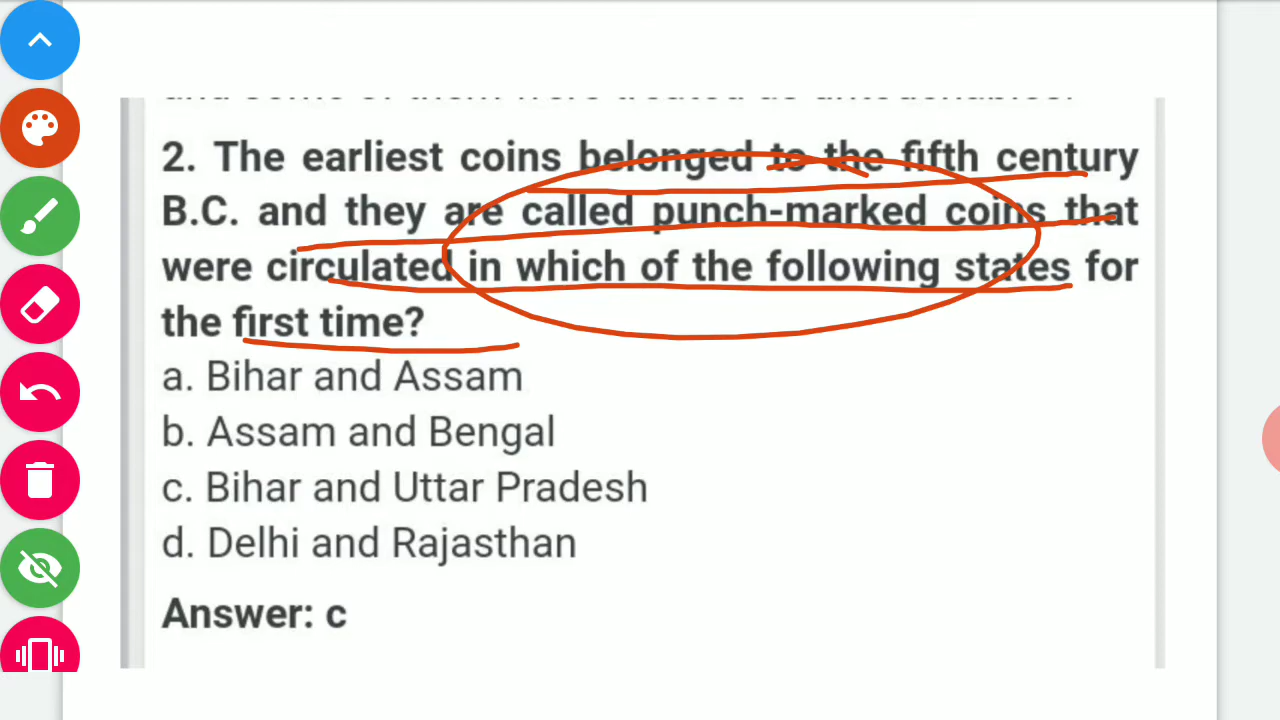 2. The earliest coins belonged to the fifth century
B.C. and they are called punch-marked coins that
were circulated in which of the following states for
the first time?
a. Bihar and Assam
b. Assam and Bengal
c. Bihar and Uttar Pradesh
d. Delhi and Rajasthan
Answer: c